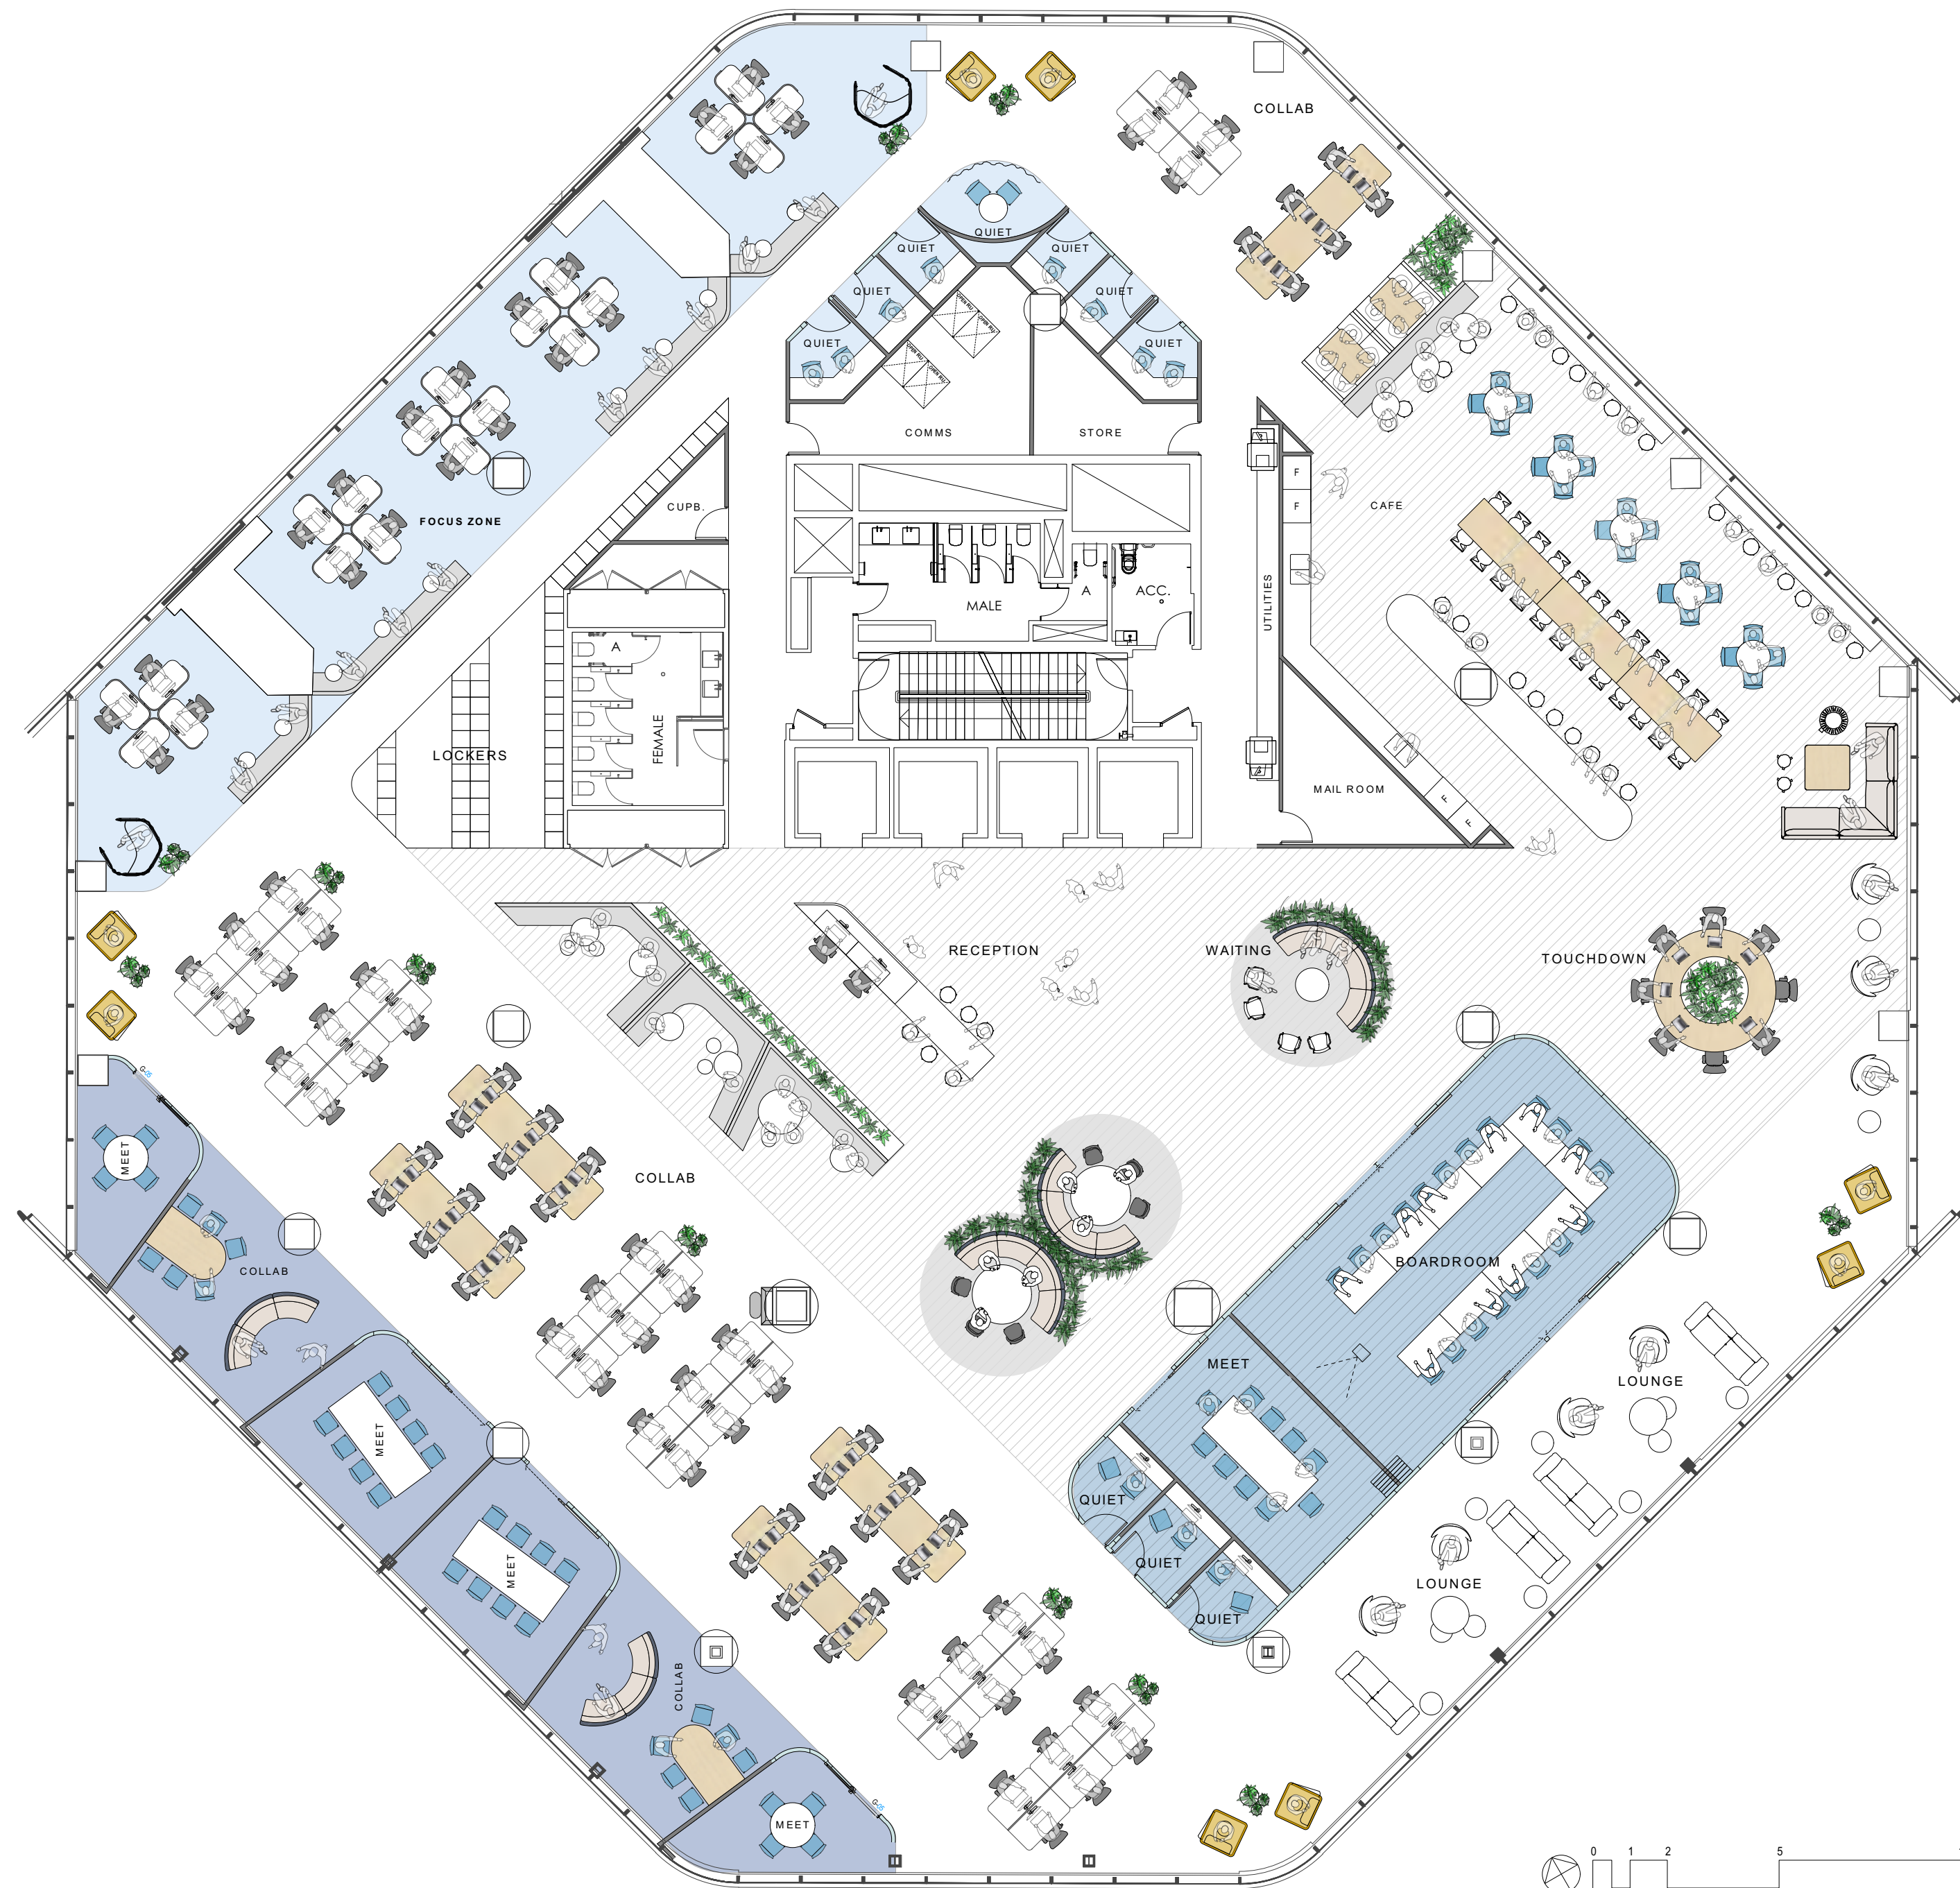 COLLAB
QUIET
QUIET
QUIET
QUIET
QUIET
QUIET
QUIET
COMMS
STORE
CUPB.
FOCUS ZONE
F
F
CAFE
UTILITIES
MALE
A
ACC.
A
FEMALE
LOCKERS
MAIL ROOM
F
F
RECEPTION
WAITING
TOUCHDOWN
MEET
COLLAB
COLLAB
BOARDROOM
MEET
LOUNGE
MEET
QUIET
MEET
QUIET
LOUNGE
QUIET
COLLAB
MEET
0 1 2 5